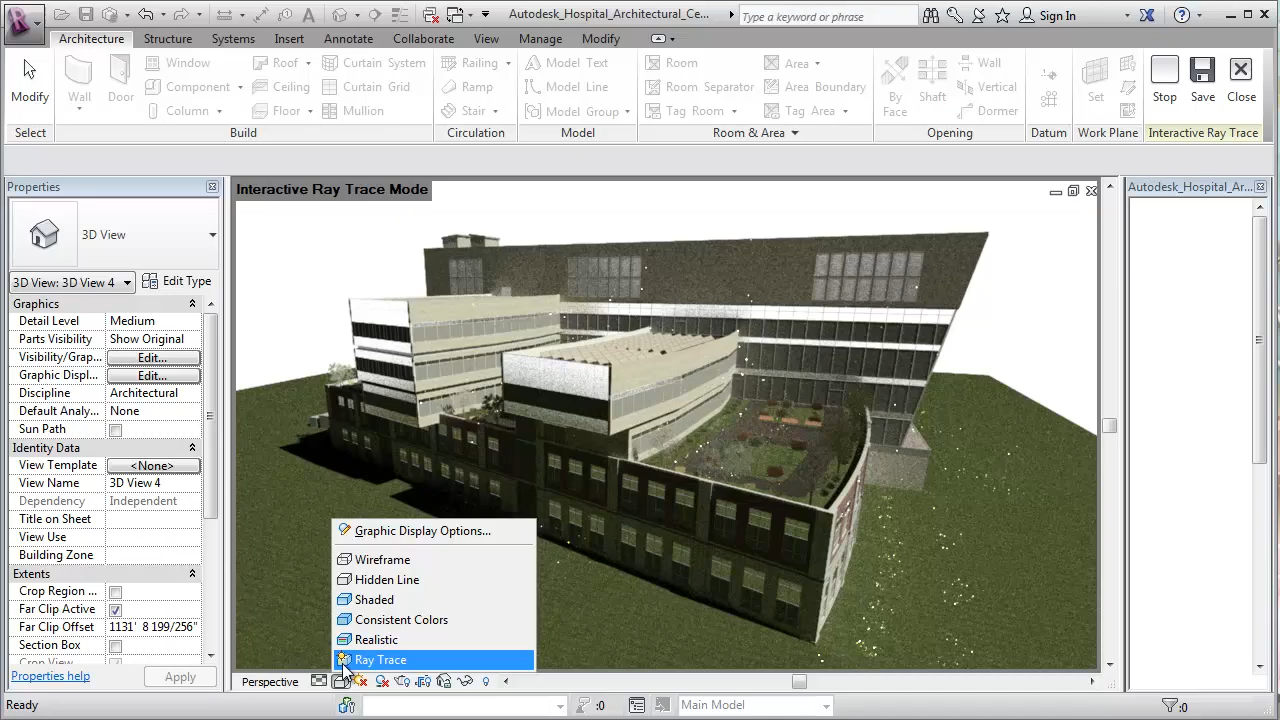 Autodesk_Hospital_Architectural_Ce...
Type a keyword or phrase
Sign In
Architecture Structure Systems Insert Annotate Collaborate View Manage Modify
Modify Wall Door Window Roof Curtain System Railing Model Text Room Area By Face Shaft Wall Set Stop Save Close
Component Ceiling Curtain Grid Ramp Model Line Room Separator Area Boundary Vertical
Column Floor Mullion Stair Model Group Tag Room Tag Area Dormer
Select Build Circulation Model Room & Area Opening Datum Work Plane Interactive Ray Trace
Properties
3D View
3D View: 3D View 4 Edit Type
Graphics
Detail Level Medium
Parts Visibility Show Original
Visibility/Grap... Edit...
Graphic Displ... Edit...
Discipline Architectural
Default Analy... None
Sun Path
Identity Data
View Template <None>
View Name 3D View 4
Dependency Independent
Title on Sheet
View Use
Building Zone
Extents
Crop Region ...
Far Clip Active
Far Clip Offset 1131' 8 199/256"
Section Box
Crop View
Properties help Apply
Interactive Ray Trace Mode
Graphic Display Options...
Wireframe
Hidden Line
Shaded
Consistent Colors
Realistic
Ray Trace
Perspective
Autodesk_Hospital_Ar...
Ready
:0
Main Model
:0